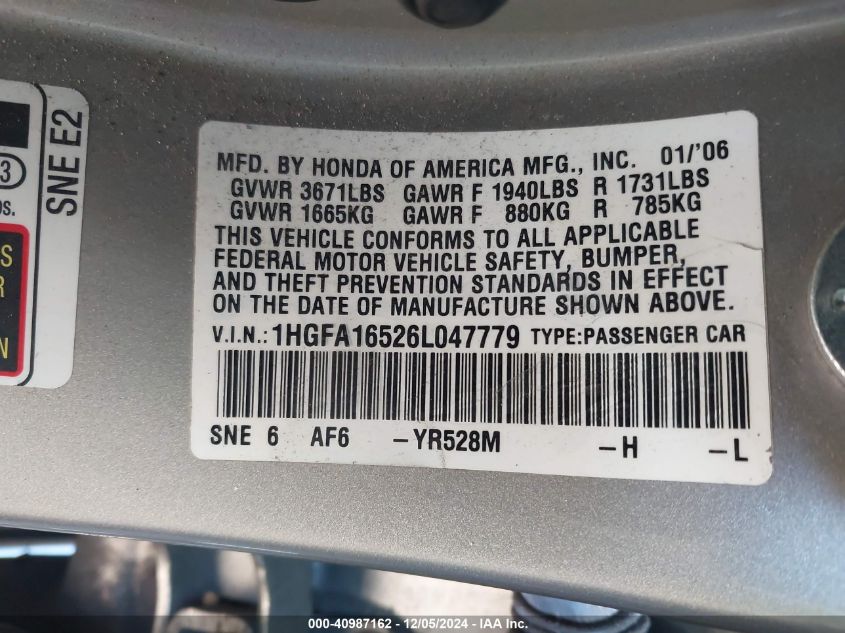 3
OS.
S
R
N
SNE E2
MFD. BY HONDA OF AMERICA MFG., INC. 01/'06
GVWR 3671LBS GAWR F 1940LBS R 1731LBS
GVWR 1665KG GAWR F 880KG R 785KG
THIS VEHICLE CONFORMS TO ALL APPLICABLE
FEDERAL MOTOR VEHICLE SAFETY, BUMPER,
AND THEFT PREVENTION STANDARDS IN EFFECT
ON THE DATE OF MANUFACTURE SHOWN ABOVE.
V.I.N.: 1HGFA16526L047779 TYPE:PASSENGER CAR
SNE 6 AF6 -YR528M -H -L
000-40987162 - 12/05/2024 - IAA Inc.